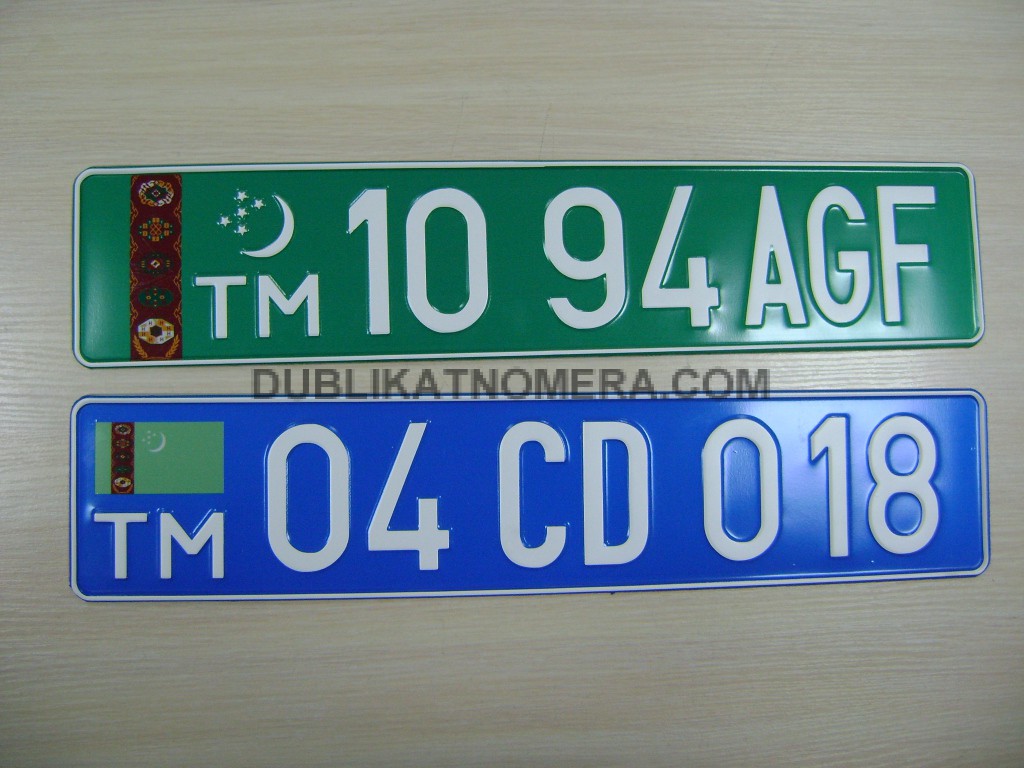 TM 10 94 AGF
DUBLIKATNOMERA.COM
TM 04 CD 018